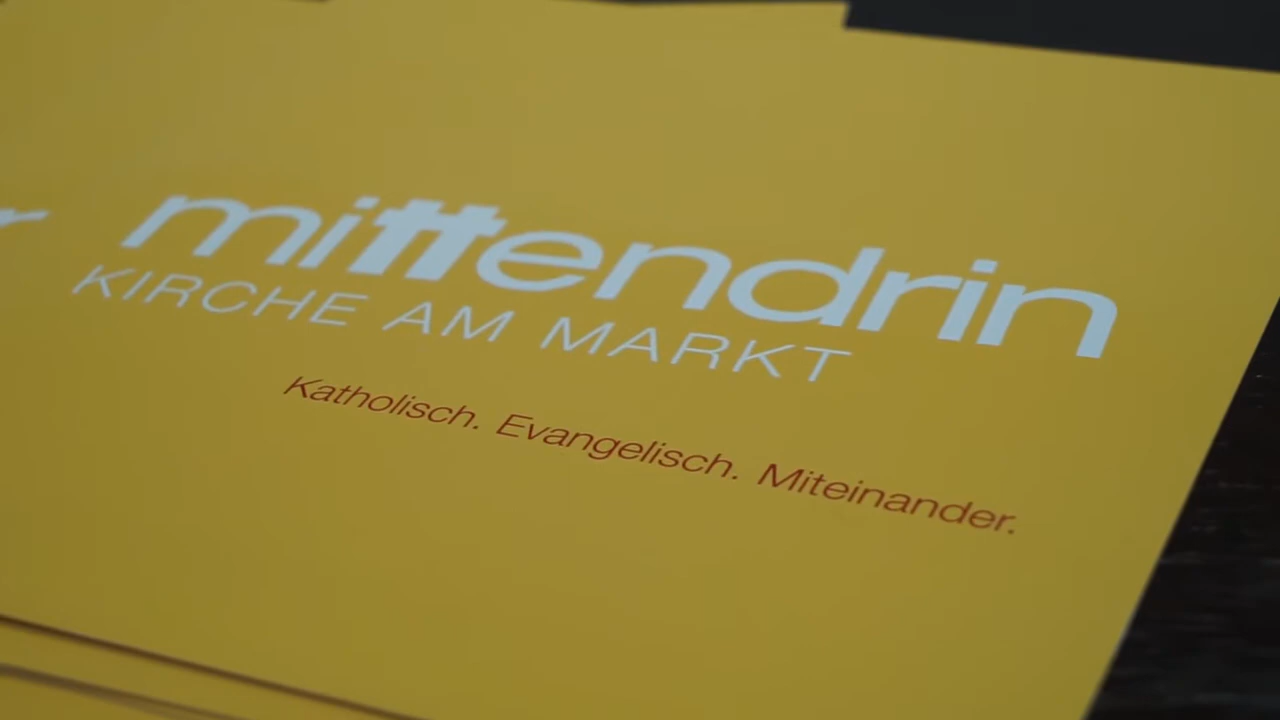 mittendrin
KIRCHE AM MARKT
Katholisch. Evangelisch. Miteinander.